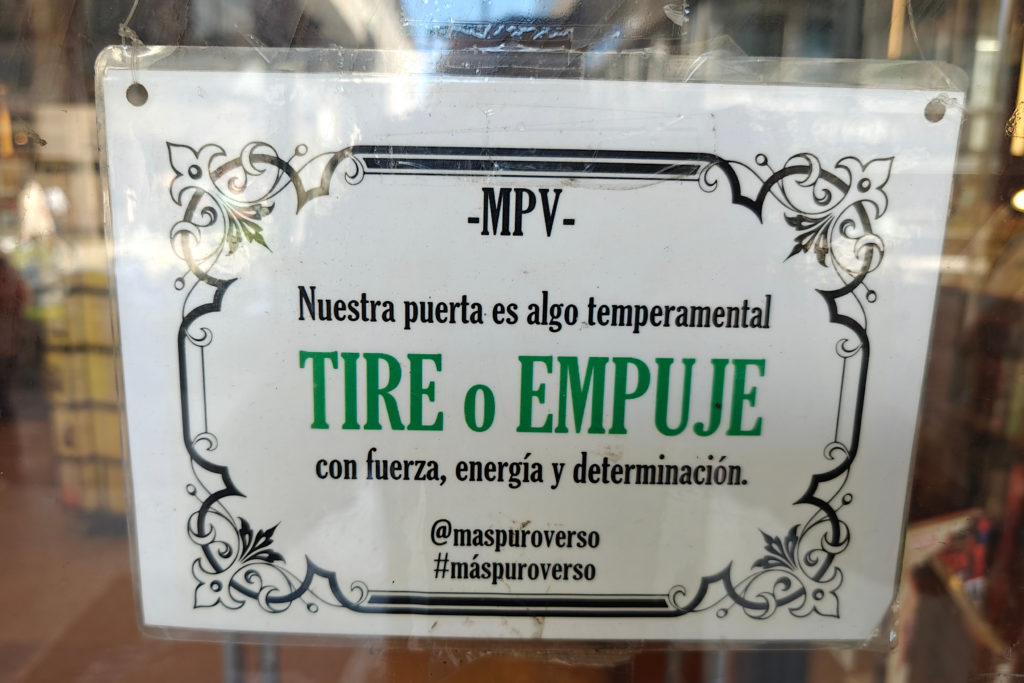 -MPV-
Nuestra puerta es algo temperamental
TIRE o EMPUJE
con fuerza, energía y determinación.
@maspuroverso
#máspuroverso